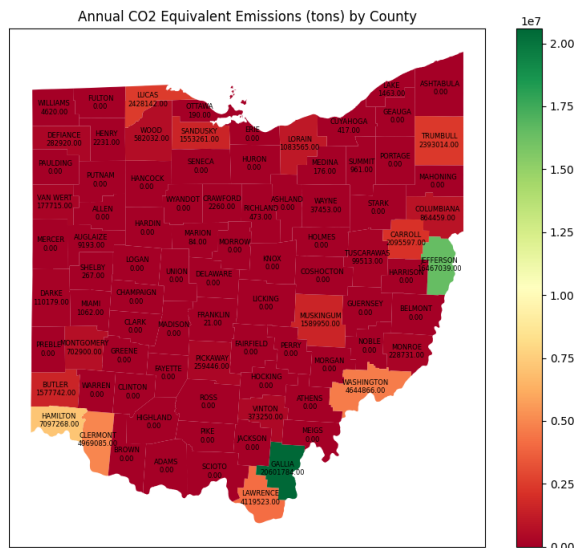 Annual CO2 Equivalent Emissions (tons) by County
1e7
2.00
1.75
1.50
1.25
1.00
0.75
0.50
0.25
0.00
WILLIAMS
4620.00
FULTON
0.00
LUCAS
2428142.00
OTTAWA
190.00
LAKE
1463.00
ASHTABULA
0.00
GEAUGA
0.00
CUYAHOGA
417.00
DEFIANCE
282920.00
HENRY
2231.00
WOOD
582032.00
SANDUSKY
1553261.00
ERIE
0.00
LORAIN
1083565.00
TRUMBULL
2393014.00
PAULDING
0.00
PUTNAM
0.00
HANCOCK
0.00
SENECA
0.00
HURON
0.00
MEDINA
178.00
SUMMIT
961.00
PORTAGE
0.00
MAHONING
0.00
VAN WERT
177715.00
ALLEN
0.00
WYANDOT
0.00
CRAWFORD
2260.00
RICHLAND
473.00
ASHLAND
0.00
WAYNE
37453.00
STARK
0.00
COLUMBIANA
864459.00
MERCER
0.00
AUGLAIZE
9193.00
HARDIN
0.00
MARION
84.00
MORROW
0.00
HOLMES
0.00
TUSCARAWAS
99513.00
CARROLL
2095597.00
JEFFERSON
16467039.00
HARRISON
0.00
SHELBY
267.00
LOGAN
0.00
UNION
0.00
DELAWARE
0.00
KNOX
0.00
COSHOCTON
0.00
DARKE
118179.00
MIAMI
1062.00
CHAMPAIGN
0.00
LICKING
0.00
MUSKINGUM
1589950.00
GUERNSEY
0.00
BELMONT
0.00
CLARK
0.00
MADISON
0.00
FRANKLIN
21.00
PREBLE
0.00
MONTGOMERY
702900.00
GREENE
0.00
FAIRFIELD
0.00
PERRY
0.00
MORGAN
0.00
NOBLE
0.00
MONROE
228731.00
FAYETTE
0.00
PICKAWAY
259446.00
HOCKING
0.00
BUTLER
1577742.00
WARREN
0.00
CLINTON
0.00
ROSS
0.00
VINTON
373250.00
ATHENS
0.00
WASHINGTON
4644866.00
HAMILTON
7097268.00
CLERMONT
4969085.00
HIGHLAND
0.00
PIKE
0.00
JACKSON
0.00
MEIGS
0.00
BROWN
0.00
ADAMS
0.00
SCIOTO
0.00
GALLIA
20601784.00
LAWRENCE
4119523.00